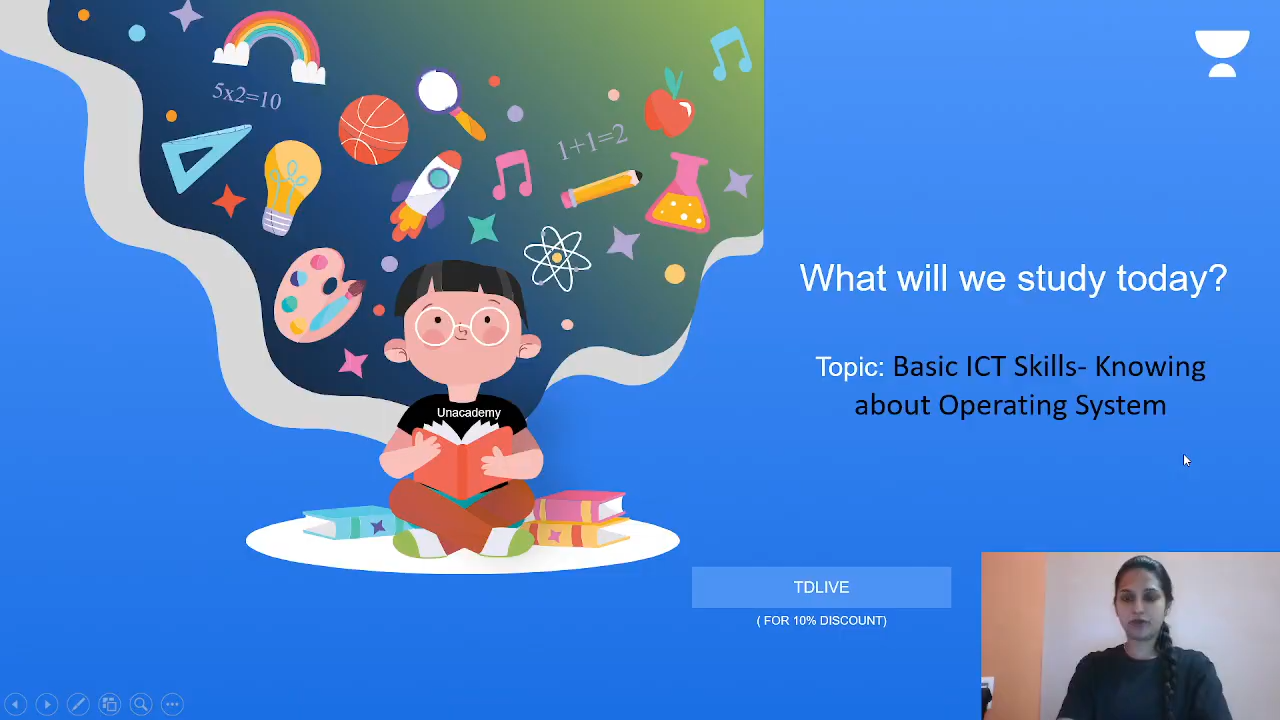 5x2=10
1+1=2
What will we study today?
Topic: Basic ICT Skills- Knowing
about Operating System
Unacademy
TDLIVE
( FOR 10% DISCOUNT)